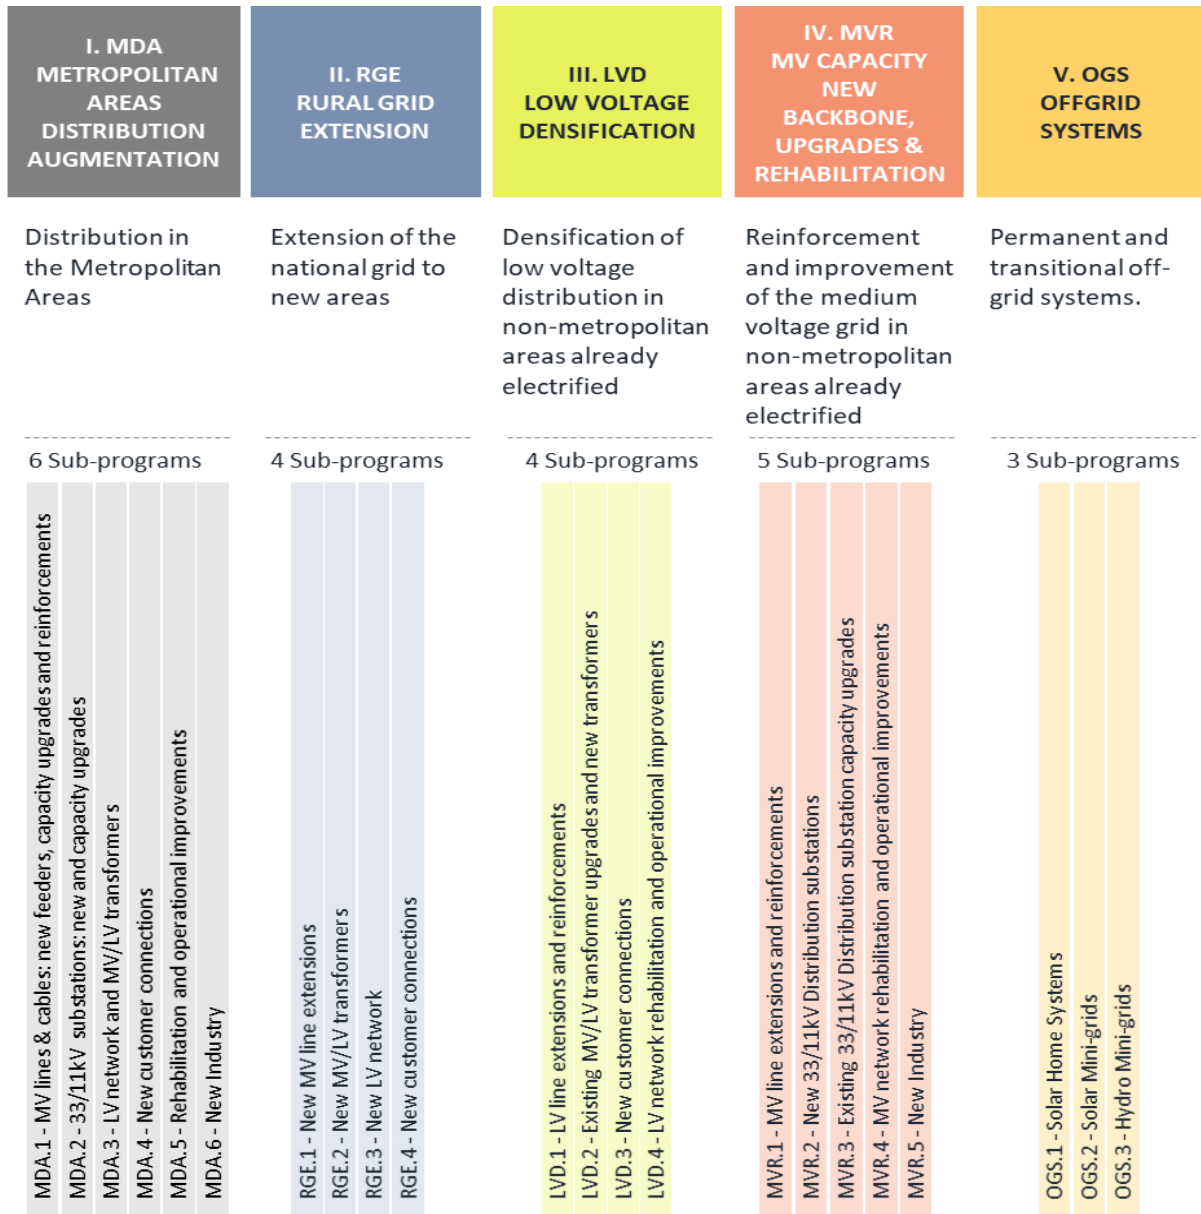 I. MDA
METROPOLITAN
AREAS
DISTRIBUTION
AUGMENTATION
II. RGE
RURAL GRID
EXTENSION
III. LVD
LOW VOLTAGE
DENSIFICATION
IV. MVR
MV CAPACITY
NEW
BACKBONE,
UPGRADES &
REHABILITATION
V. OGS
OFFGRID
SYSTEMS
Distribution in
the Metropolitan
Areas
Extension of the
national grid to
new areas
Densification of
low voltage
distribution in
non-metropolitan
areas already
electrified
Reinforcement
and improvement
of the medium
voltage grid in
non-metropolitan
areas already
electrified
Permanent and
transitional off-
grid systems.
6 Sub-programs
4 Sub-programs
4 Sub-programs
5 Sub-programs
3 Sub-programs
MDA.1 - MV lines & cables: new feeders, capacity upgrades and reinforcements
MDA.2 - 33/11kV substations: new and capacity upgrades
MDA.3 - LV network and MV/LV transformers
MDA.4 - New customer connections
MDA.5 - Rehabilitation and operational improvements
MDA.6 - New Industry
RGE.1 - New MV line extensions
RGE.2 - New MV/LV transformers
RGE.3 - New LV network
RGE.4 - New customer connections
LVD.1 - LV line extensions and reinforcements
LVD.2 - Existing MV/LV transformer upgrades and new transformers
LVD.3 - New customer connections
LVD.4 - LV network rehabilitation and operational improvements
MVR.1 - MV line extensions and reinforcements
MVR.2 - New 33/11kV Distribution substations
MVR.3 - Existing 33/11kV Distribution substation capacity upgrades
MVR.4 - MV network rehabilitation and operational improvements
MVR.5 - New Industry
OGS.1 - Solar Home Systems
OGS.2 - Solar Mini-grids
OGS.3 - Hydro Mini-grids